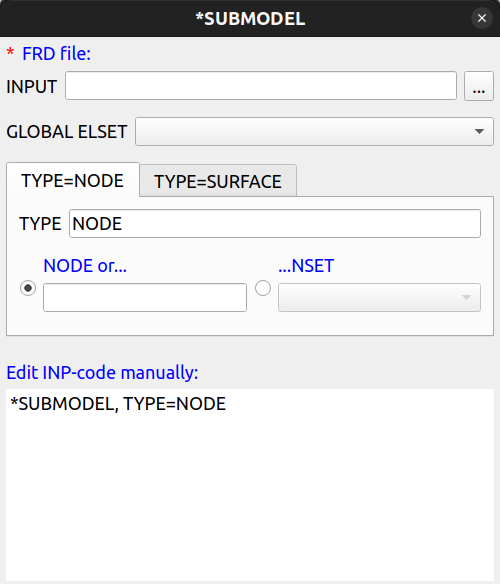 *SUBMODEL
* FRD file:
INPUT ...
GLOBAL ELSET
TYPE=NODE TYPE=SURFACE
TYPE NODE
NODE or... ...NSET
Edit INP-code manually:
*SUBMODEL, TYPE=NODE